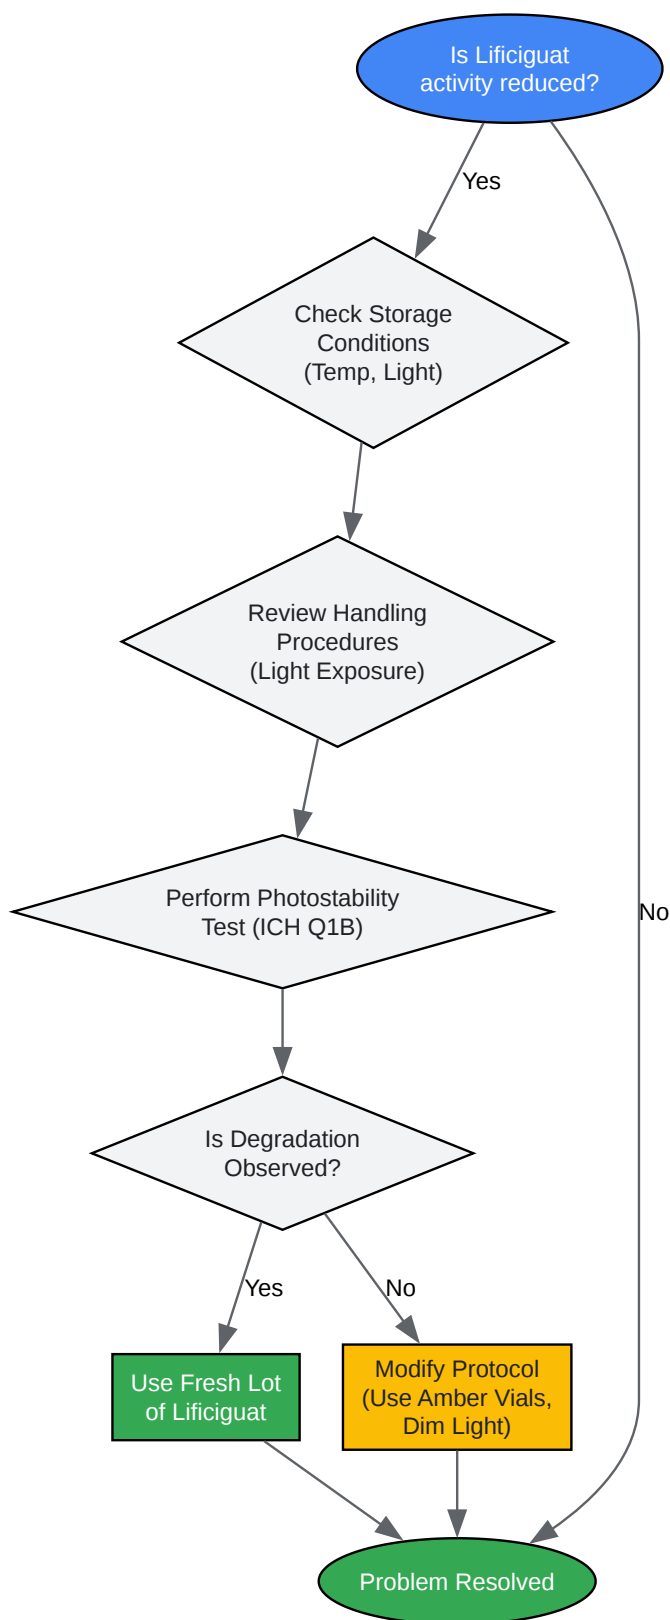 Is Lificiguat
activity reduced?
Yes
Check Storage
Conditions
(Temp, Light)
Review Handling
Procedures
(Light Exposure)
Perform Photostability
Test (ICH Q1B)
No
Is Degradation
Observed?
Yes
No
Use Fresh Lot
of Lificiguat
Modify Protocol
(Use Amber Vials,
Dim Light)
Problem Resolved